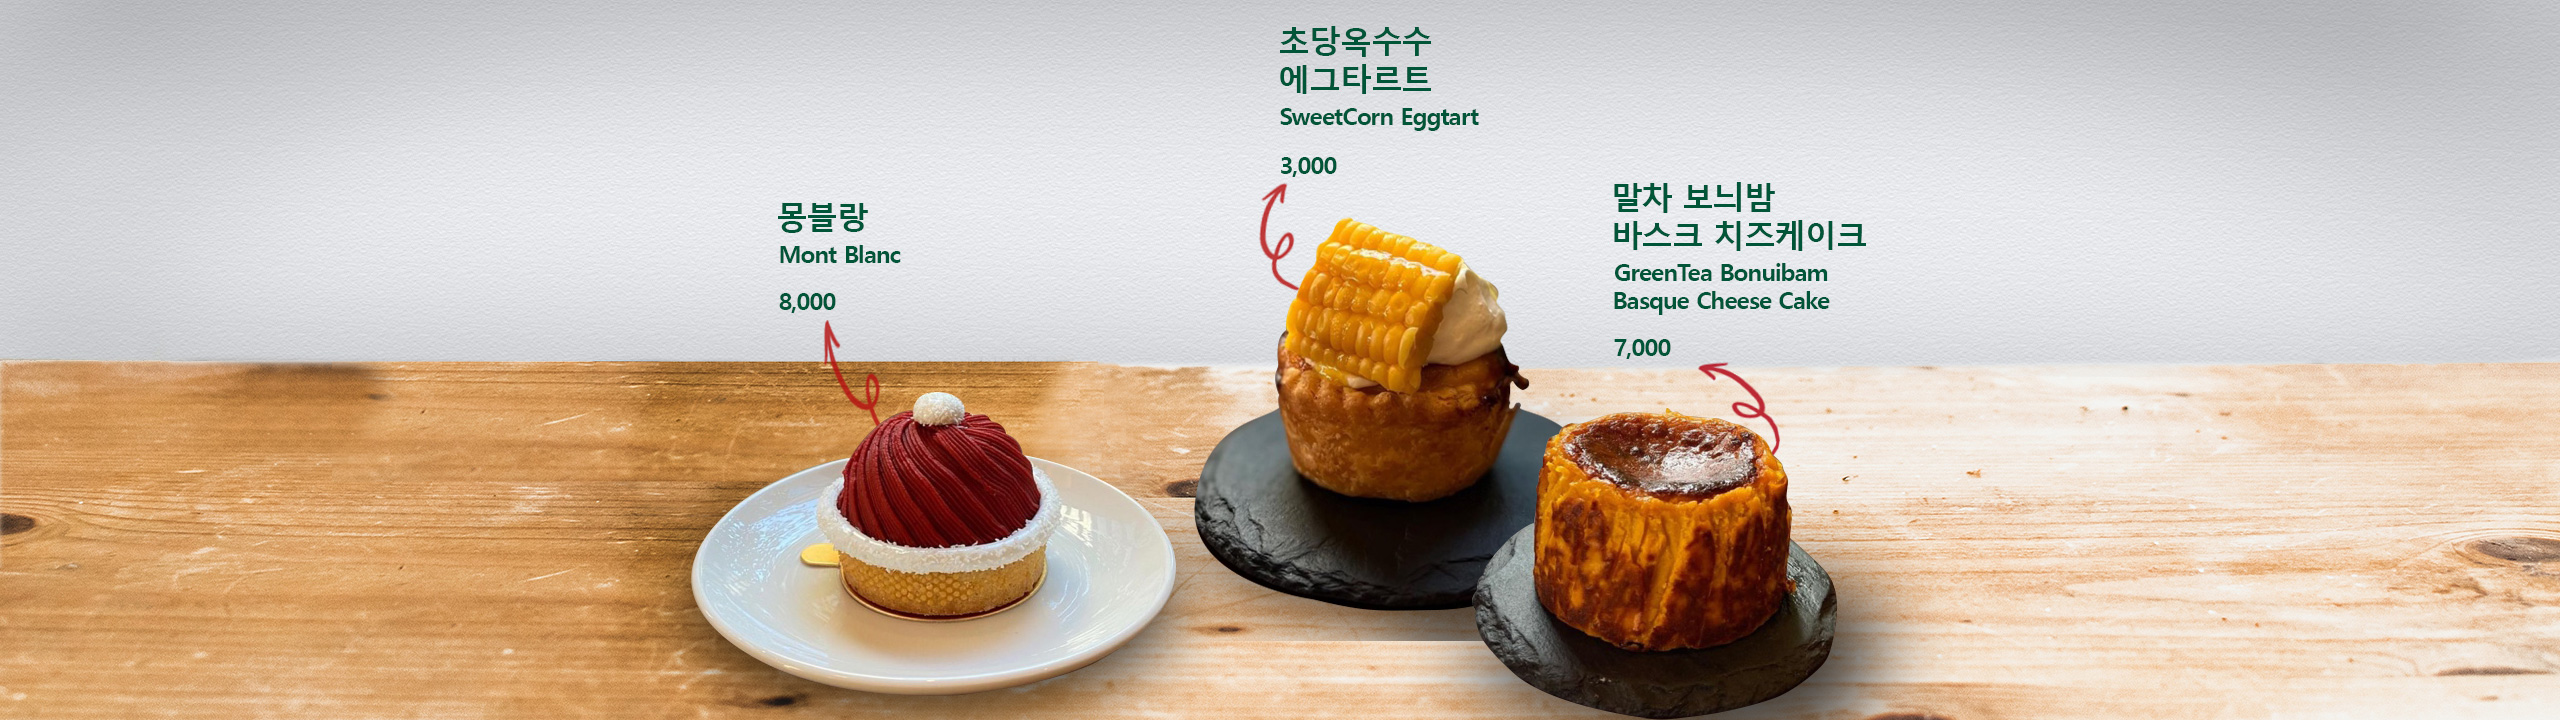 몽블랑
Mont Blanc
8,000
초당옥수수
에그타르트
SweetCorn Eggtart
3,000
말차 보늬밤
바스크 치즈케이크
GreenTea Bonuibam
Basque Cheese Cake
7,000